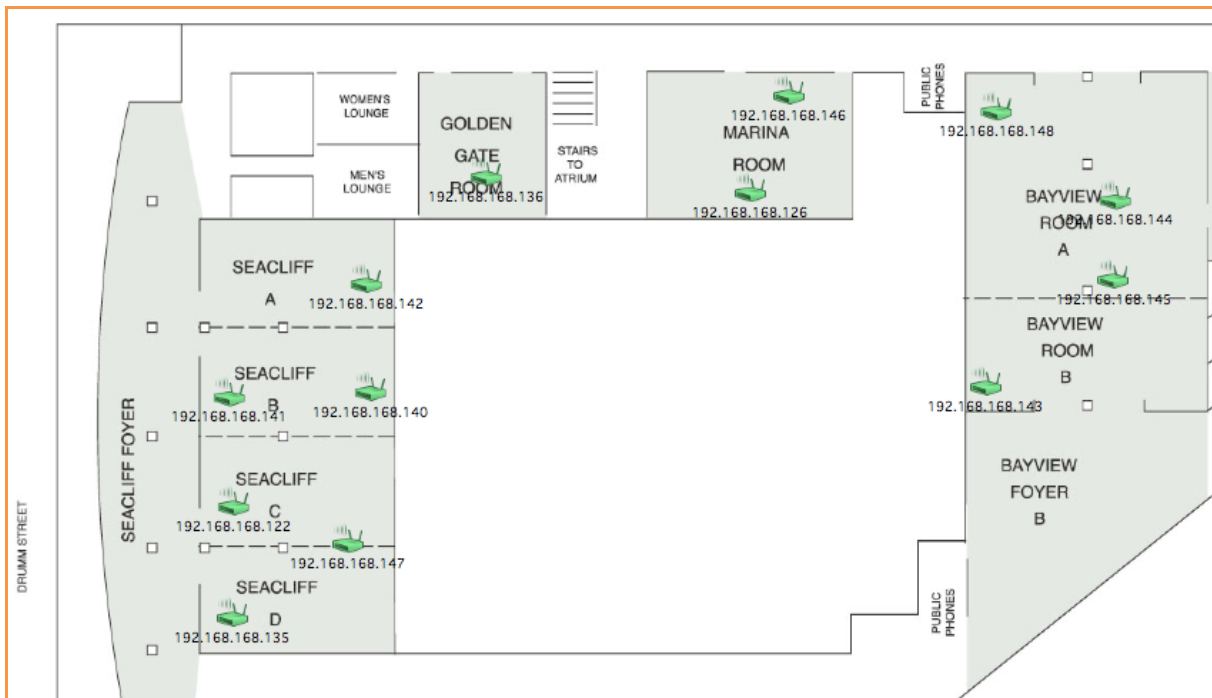 WOMEN'S
LOUNGE
MEN'S
LOUNGE
GOLDEN
GATE
ROOM
192.168.168.136
STAIRS
TO
ATRIUM
192.168.168.146
MARINA
ROOM
192.168.168.126
PUBLIC
PHONES
192.168.168.148
BAYVIEW
ROOM
A
192.168.168.144
192.168.168.145
BAYVIEW
ROOM
B
192.168.168.143
BAYVIEW
FOYER
B
PUBLIC
PHONES
SEACLIFF
A
192.168.168.142
SEACLIFF
B
192.168.168.141
192.168.168.140
SEACLIFF
C
192.168.168.122
192.168.168.147
SEACLIFF
D
192.168.168.135
SEACLIFF FOYER
DRUMM STREET